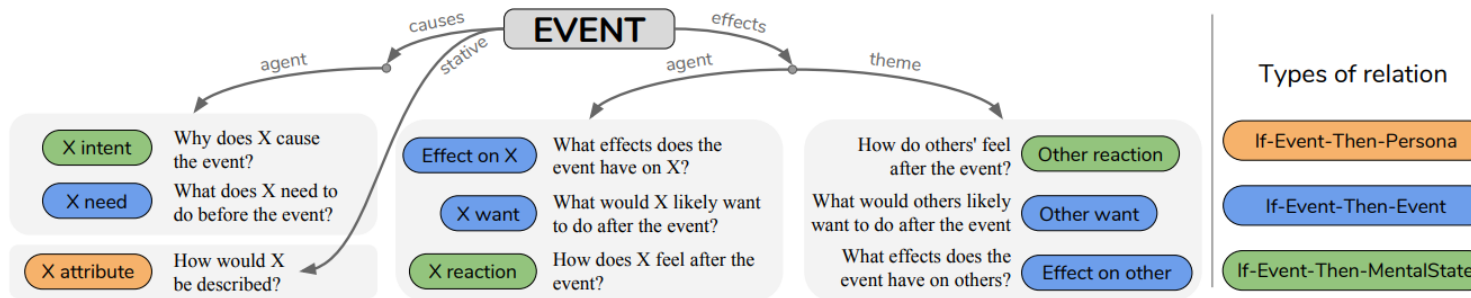 EVENT
causes
effects
stative
agent
agent
theme
X intent
Why does X cause
the event?
X need
What does X need to
do before the event?
X attribute
How would X
be described?
Effect on X
What effects does the
event have on X?
X want
What would X likely want
to do after the event?
X reaction
How does X feel after the
event?
How do others' feel
after the event?
Other reaction
What would others likely
want to do after the event
Other want
What effects does the
event have on others?
Effect on other
Types of relation
If-Event-Then-Persona
If-Event-Then-Event
If-Event-Then-MentalState